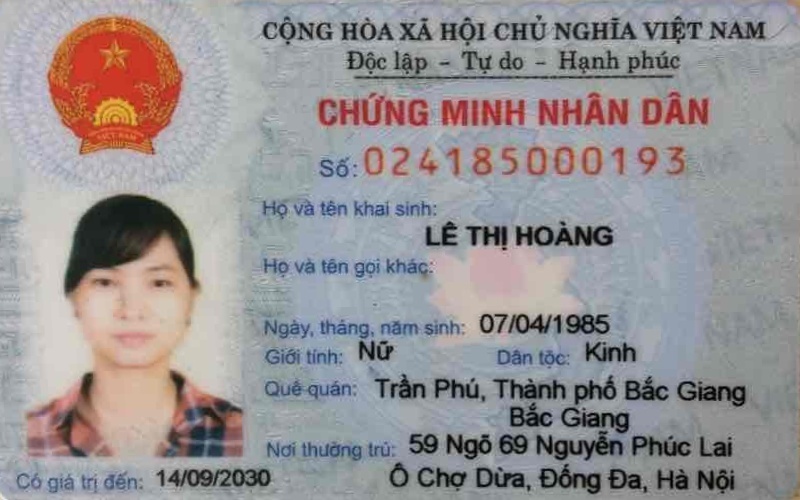 CỘNG HÒA XÃ HỘI CHỦ NGHĨA VIỆT NAM
Độc lập - Tự do - Hạnh phúc
CHỨNG MINH NHÂN DÂN
Số: 024185000193
Họ và tên khai sinh:
LÊ THỊ HOÀNG
Họ và tên gọi khác:
Ngày, tháng, năm sinh: 07/04/1985
Giới tính: Nữ Dân tộc: Kinh
Quê quán: Trần Phú, Thành phố Bắc Giang
Bắc Giang
Nơi thường trú: 59 Ngõ 69 Nguyễn Phúc Lai
Ô Chợ Dừa, Đống Đa, Hà Nội
Có giá trị đến: 14/09/2030
VIỆT NAM